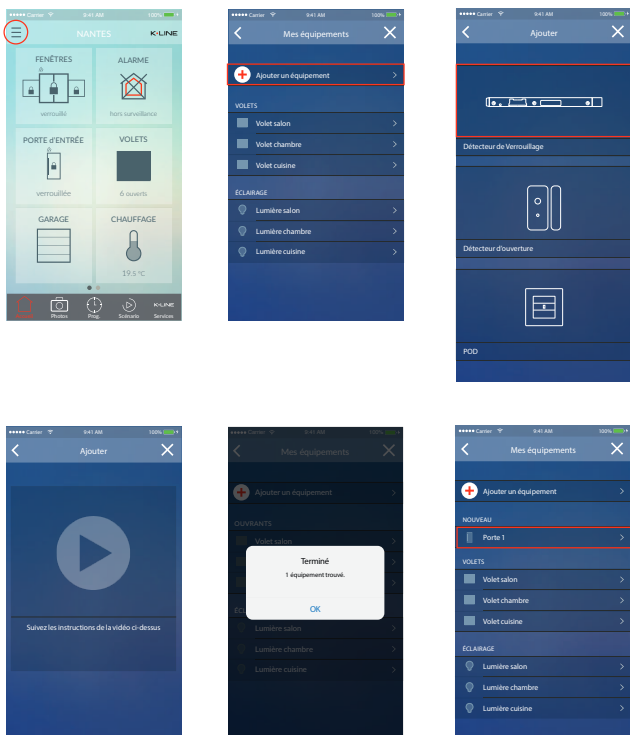 Carrier 9:41 AM 100%
NANTES K•LINE
FENÊTRES ALARME
verrouillé hors surveillance
PORTE d'ENTRÉE VOLETS
verrouillée 6 ouverts
GARAGE CHAUFFAGE
19.5 °C
Photos Prog. Scénario Services
K•LINE
Carrier 9:41 AM 100%
Mes équipements
Ajouter un équipement
VOLETS
Volet salon
Volet chambre
Volet cuisine
ÉCLAIRAGE
Lumière salon
Lumière chambre
Lumière cuisine
Carrier 9:41 AM 100%
Ajouter
Détecteur de Verrouillage
Détecteur d'ouverture
POD
Carrier 9:41 AM 100%
Ajouter
Suivez les instructions de la vidéo ci-dessus
Carrier 9:41 AM 100%
Mes équipements
Ajouter un équipement
OUVRANTS
Volet salon
Terminé
1 équipement trouvé.
OK
ÉCL
Lumière salon
Lumière chambre
Lumière cuisine
Carrier 9:41 AM 100%
Mes équipements
Ajouter un équipement
NOUVEAU
Porte 1
VOLETS
Volet salon
Volet chambre
Volet cuisine
ÉCLAIRAGE
Lumière salon
Lumière chambre
Lumière cuisine